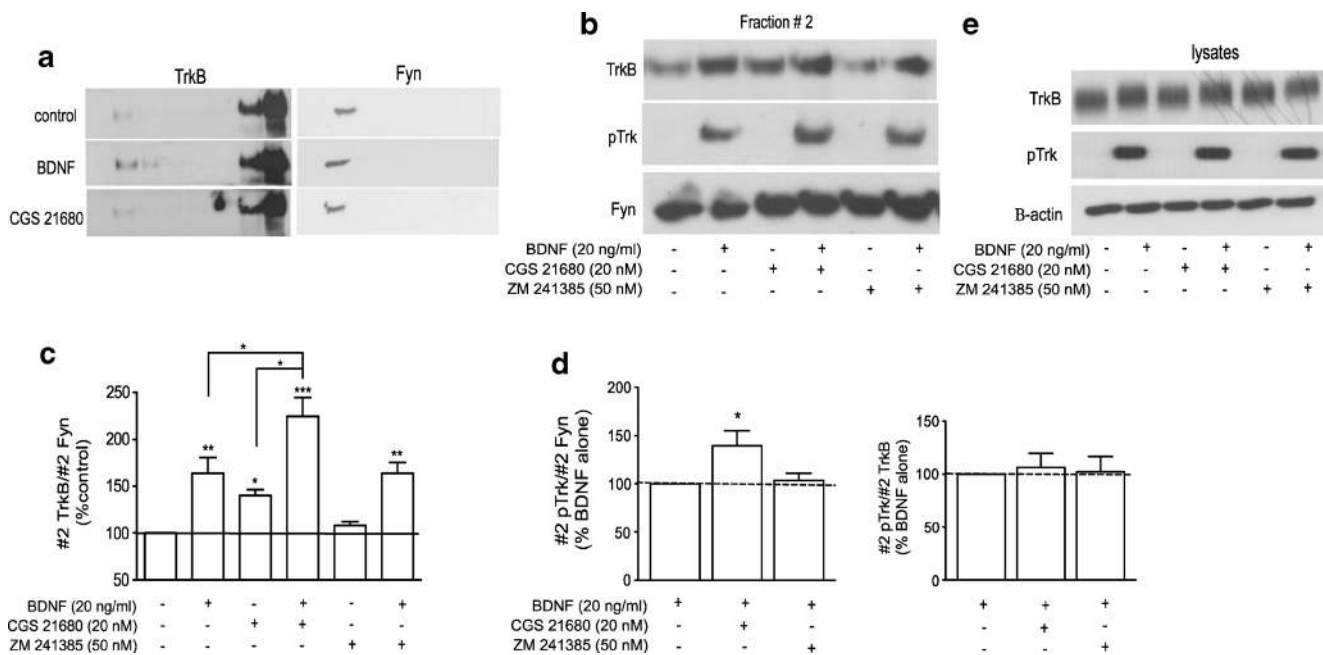 a
TrkB Fyn
control
BDNF
CGS 21680
b
Fraction # 2
TrkB
pTrk
Fyn
BDNF (20 ng/ml) - + - + - +
CGS 21680 (20 nM) - - + + - -
ZM 241385 (50 nM) - - - - + +
e
lysates
TrkB
pTrk
B-actin
BDNF (20 ng/ml) - + - + - +
CGS 21680 (20 nM) - - + + - -
ZM 241385 (50 nM) - - - - + +
c
#2 TrkB/#2 Fyn
(%control)
250
200
150
100
50
*
*
** * *** **
BDNF (20 ng/ml) - + - + - +
CGS 21680 (20 nM) - - + + - -
ZM 241385 (50 nM) - - - - + +
d
#2 pTrk/#2 Fyn
(% BDNF alone)
200
150
100
50
0
*
BDNF (20 ng/ml) + + +
CGS 21680 (20 nM) - + -
ZM 241385 (50 nM) - - +
#2 pTrk/#2 TrkB
(% BDNF alone)
150
100
50
0
+ + +
- + -
- - +